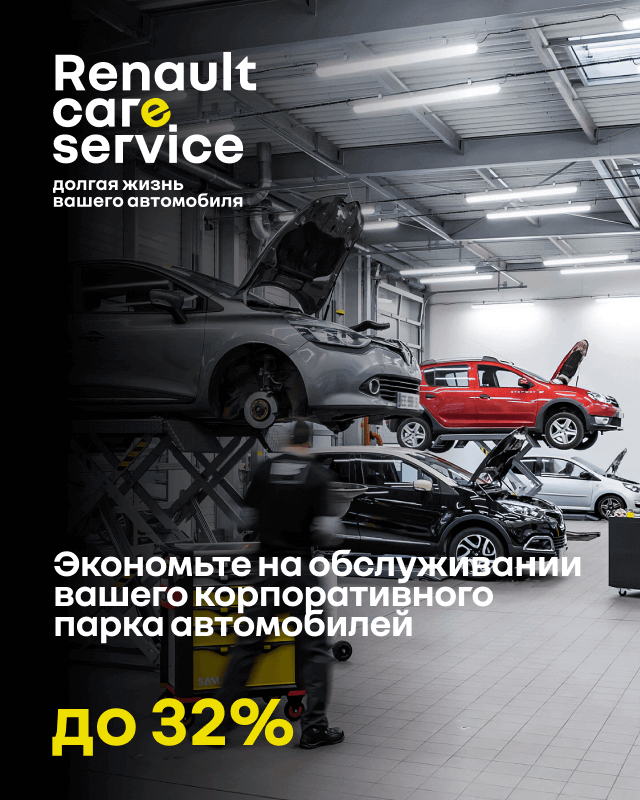 Renault
care
service
долгая жизнь
вашего автомобиля
Экономьте на обслуживании
вашего корпоративного
парка автомобилей
до 32%